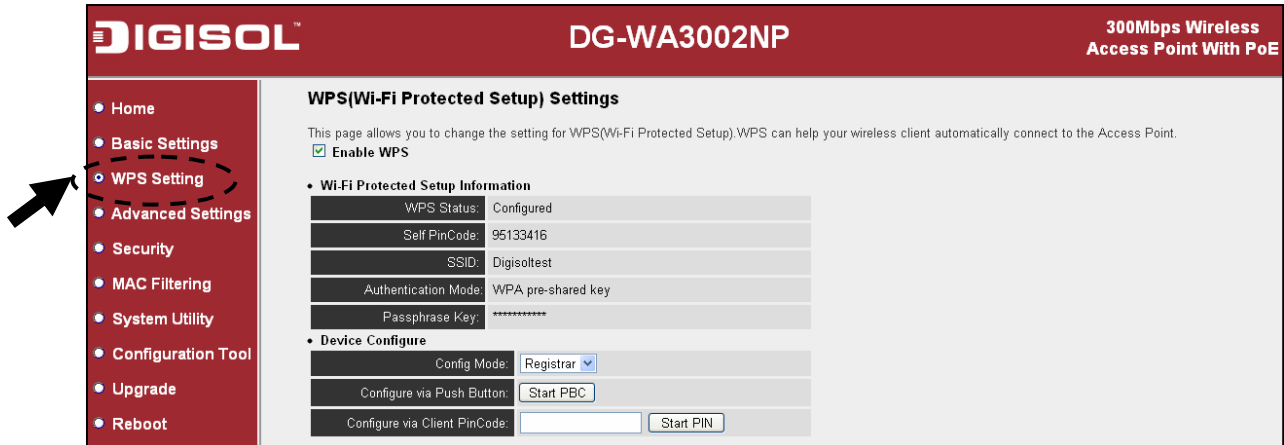 DIGISOL™
DG-WA3002NP
300Mbps Wireless
Access Point With PoE
Home
Basic Settings
WPS Setting
Advanced Settings
Security
MAC Filtering
System Utility
Configuration Tool
Upgrade
Reboot
WPS(Wi-Fi Protected Setup) Settings
This page allows you to change the setting for WPS(Wi-Fi Protected Setup).WPS can help your wireless client automatically connect to the Access Point.
Enable WPS
• Wi-Fi Protected Setup Information
WPS Status: Configured
Self PinCode: 95133416
SSID: Digisoltest
Authentication Mode: WPA pre-shared key
Passphrase Key: ***********
• Device Configure
Config Mode: Registrar
Configure via Push Button: Start PBC
Configure via Client PinCode: Start PIN